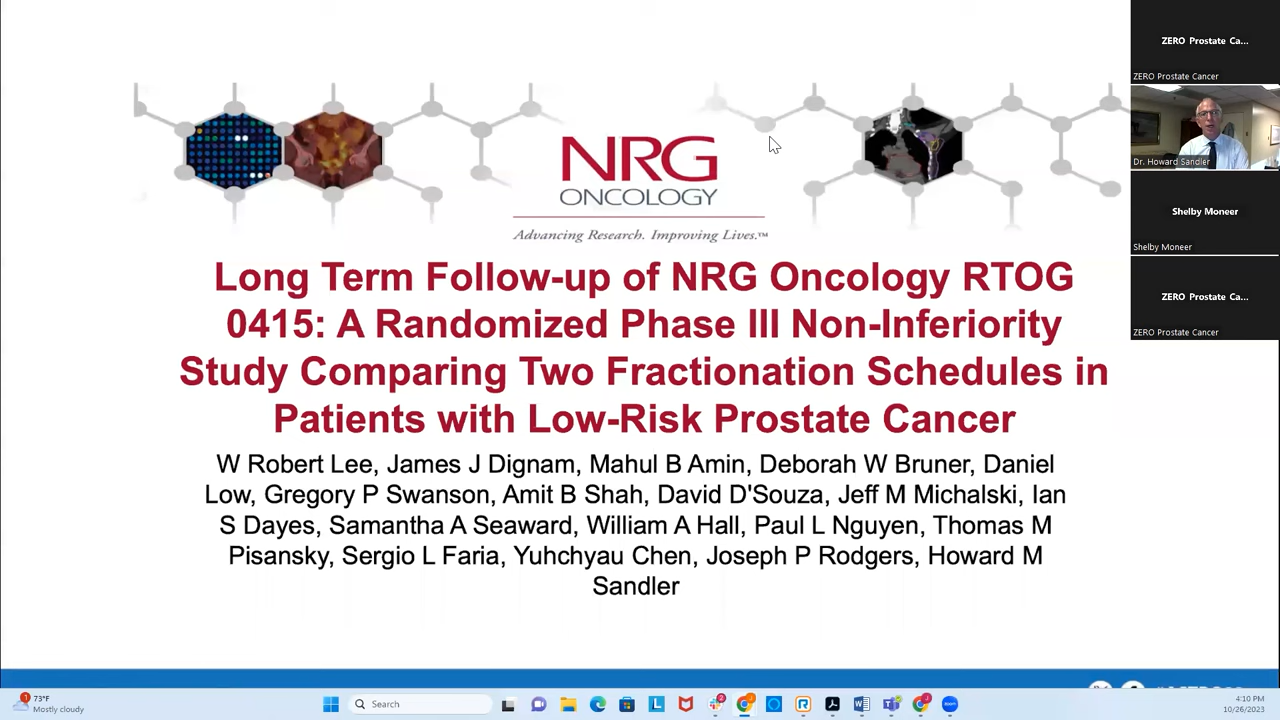 NRG
ONCOLOGY
Advancing Research. Improving Lives.™
Long Term Follow-up of NRG Oncology RTOG
0415: A Randomized Phase III Non-Inferiority
Study Comparing Two Fractionation Schedules in
Patients with Low-Risk Prostate Cancer
W Robert Lee, James J Dignam, Mahul B Amin, Deborah W Bruner, Daniel
Low, Gregory P Swanson, Amit B Shah, David D'Souza, Jeff M Michalski, Ian
S Dayes, Samantha A Seaward, William A Hall, Paul L Nguyen, Thomas M
Pisansky, Sergio L Faria, Yuhchyau Chen, Joseph P Rodgers, Howard M
Sandler
ZERO Prostate Ca...
ZERO Prostate Cancer
Dr. Howard Sandler
Shelby Moneer
Shelby Moneer
ZERO Prostate Ca...
ZERO Prostate Cancer
1
73°F
Mostly cloudy
Search
2
4:10 PM
10/26/2023